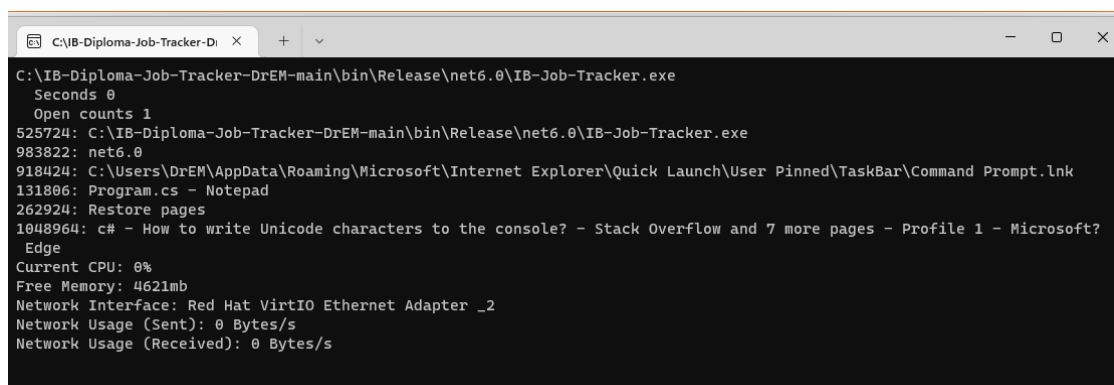 C:\IB-Diploma-Job-Tracker-Di
C:\IB-Diploma-Job-Tracker-DrEM-main\bin\Release\net6.0\IB-Job-Tracker.exe
  Seconds 0
  Open counts 1
525724: C:\IB-Diploma-Job-Tracker-DrEM-main\bin\Release\net6.0\IB-Job-Tracker.exe
983822: net6.0
918424: C:\Users\DrEM\AppData\Roaming\Microsoft\Internet Explorer\Quick Launch\User Pinned\TaskBar\Command Prompt.lnk
131806: Program.cs - Notepad
262924: Restore pages
1048964: c# - How to write Unicode characters to the console? - Stack Overflow and 7 more pages - Profile 1 - Microsoft?
 Edge
Current CPU: 0%
Free Memory: 4621mb
Network Interface: Red Hat VirtIO Ethernet Adapter _2
Network Usage (Sent): 0 Bytes/s
Network Usage (Received): 0 Bytes/s